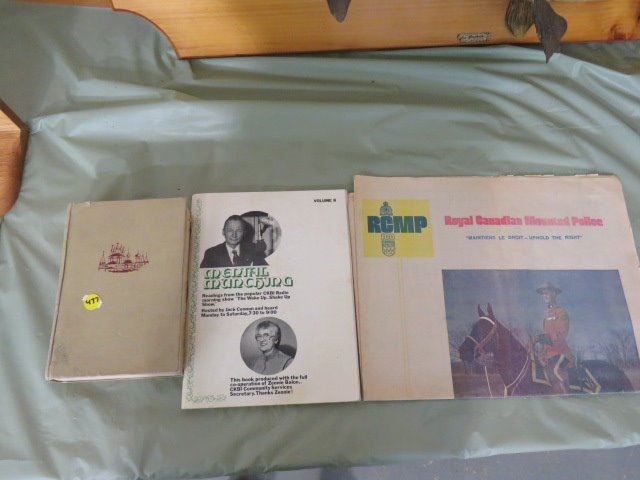 477
VOLUME II
MENTAL
MUNCHING
Readings from the popular CKBI Radio
morning show "The Wake Up, Shake Up
Show."
Hosted by Jack Cennon and heard
Monday to Saturday, 7:30 to 9:00
This book produced with the full
co-operation of Zennie Baica..
CKBI Community Services
Secretary. Thanks Zennie!
RCMP
Royal Canadian Mounted Police
"MAINTIENS LE DROIT - UPHOLD THE RIGHT"